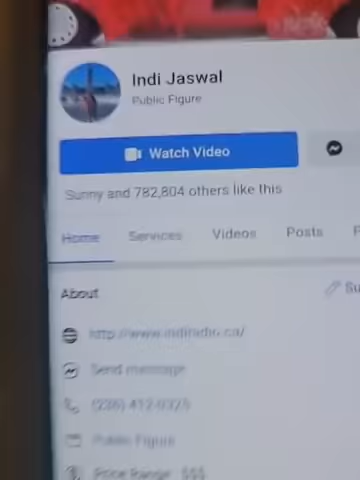 Indi Jaswal
Public Figure
Watch Video
Sunny and 782,804 others like this
Home Services Videos Posts
About Su
http://www.indiradio.ca/
Send message
(236) 412-0325
Public Figure
Price Range $$$